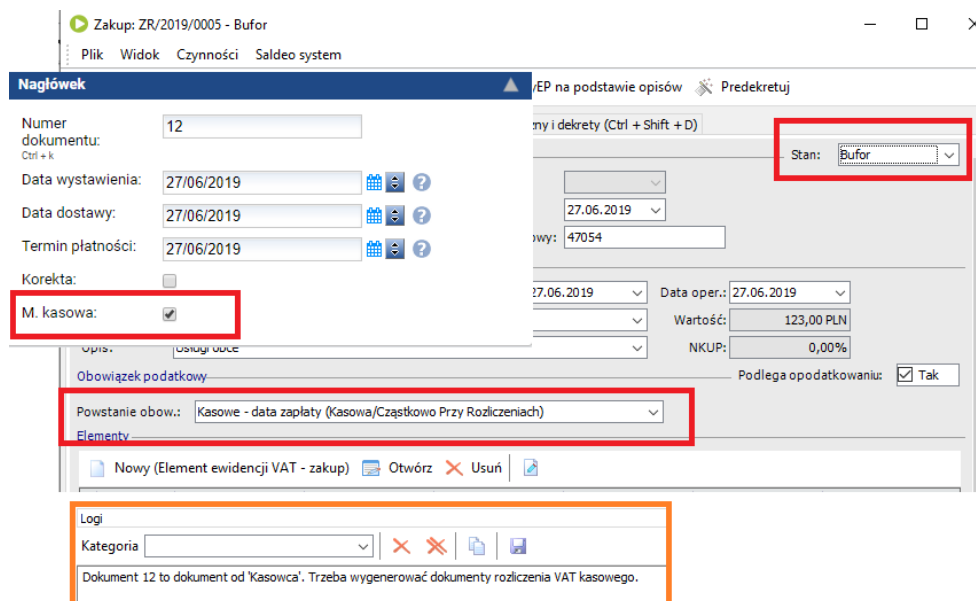 Zakup: ZR/2019/0005 - Bufor
Plik Widok Czynności Saldeo system
Nagłówek
/EP na podstawie opisów Predekretuj
zny i dekrety (Ctrl + Shift + D)
Numer dokumentu:
Ctrl + k
12
Stan: Bufor
Data wystawienia: 27/06/2019
Data dostawy: 27/06/2019
27.06.2019
Termin płatności: 27/06/2019
owy: 47054
Korekta:
27.06.2019 Data oper.: 27.06.2019
M. kasowa:
Wartość: 123,00 PLN
Opis: Usługi obce NKUP: 0,00%
Obowiązek podatkowy Podlega opodatkowaniu: Tak
Powstanie obow.: Kasowe - data zapłaty (Kasowa/Cząstkowo Przy Rozliczeniach)
Elementy
Nowy (Element ewidencji VAT - zakup) Otwórz Usuń
Logi
Kategoria
Dokument 12 to dokument od 'Kasowca'. Trzeba wygenerować dokumenty rozliczenia VAT kasowego.